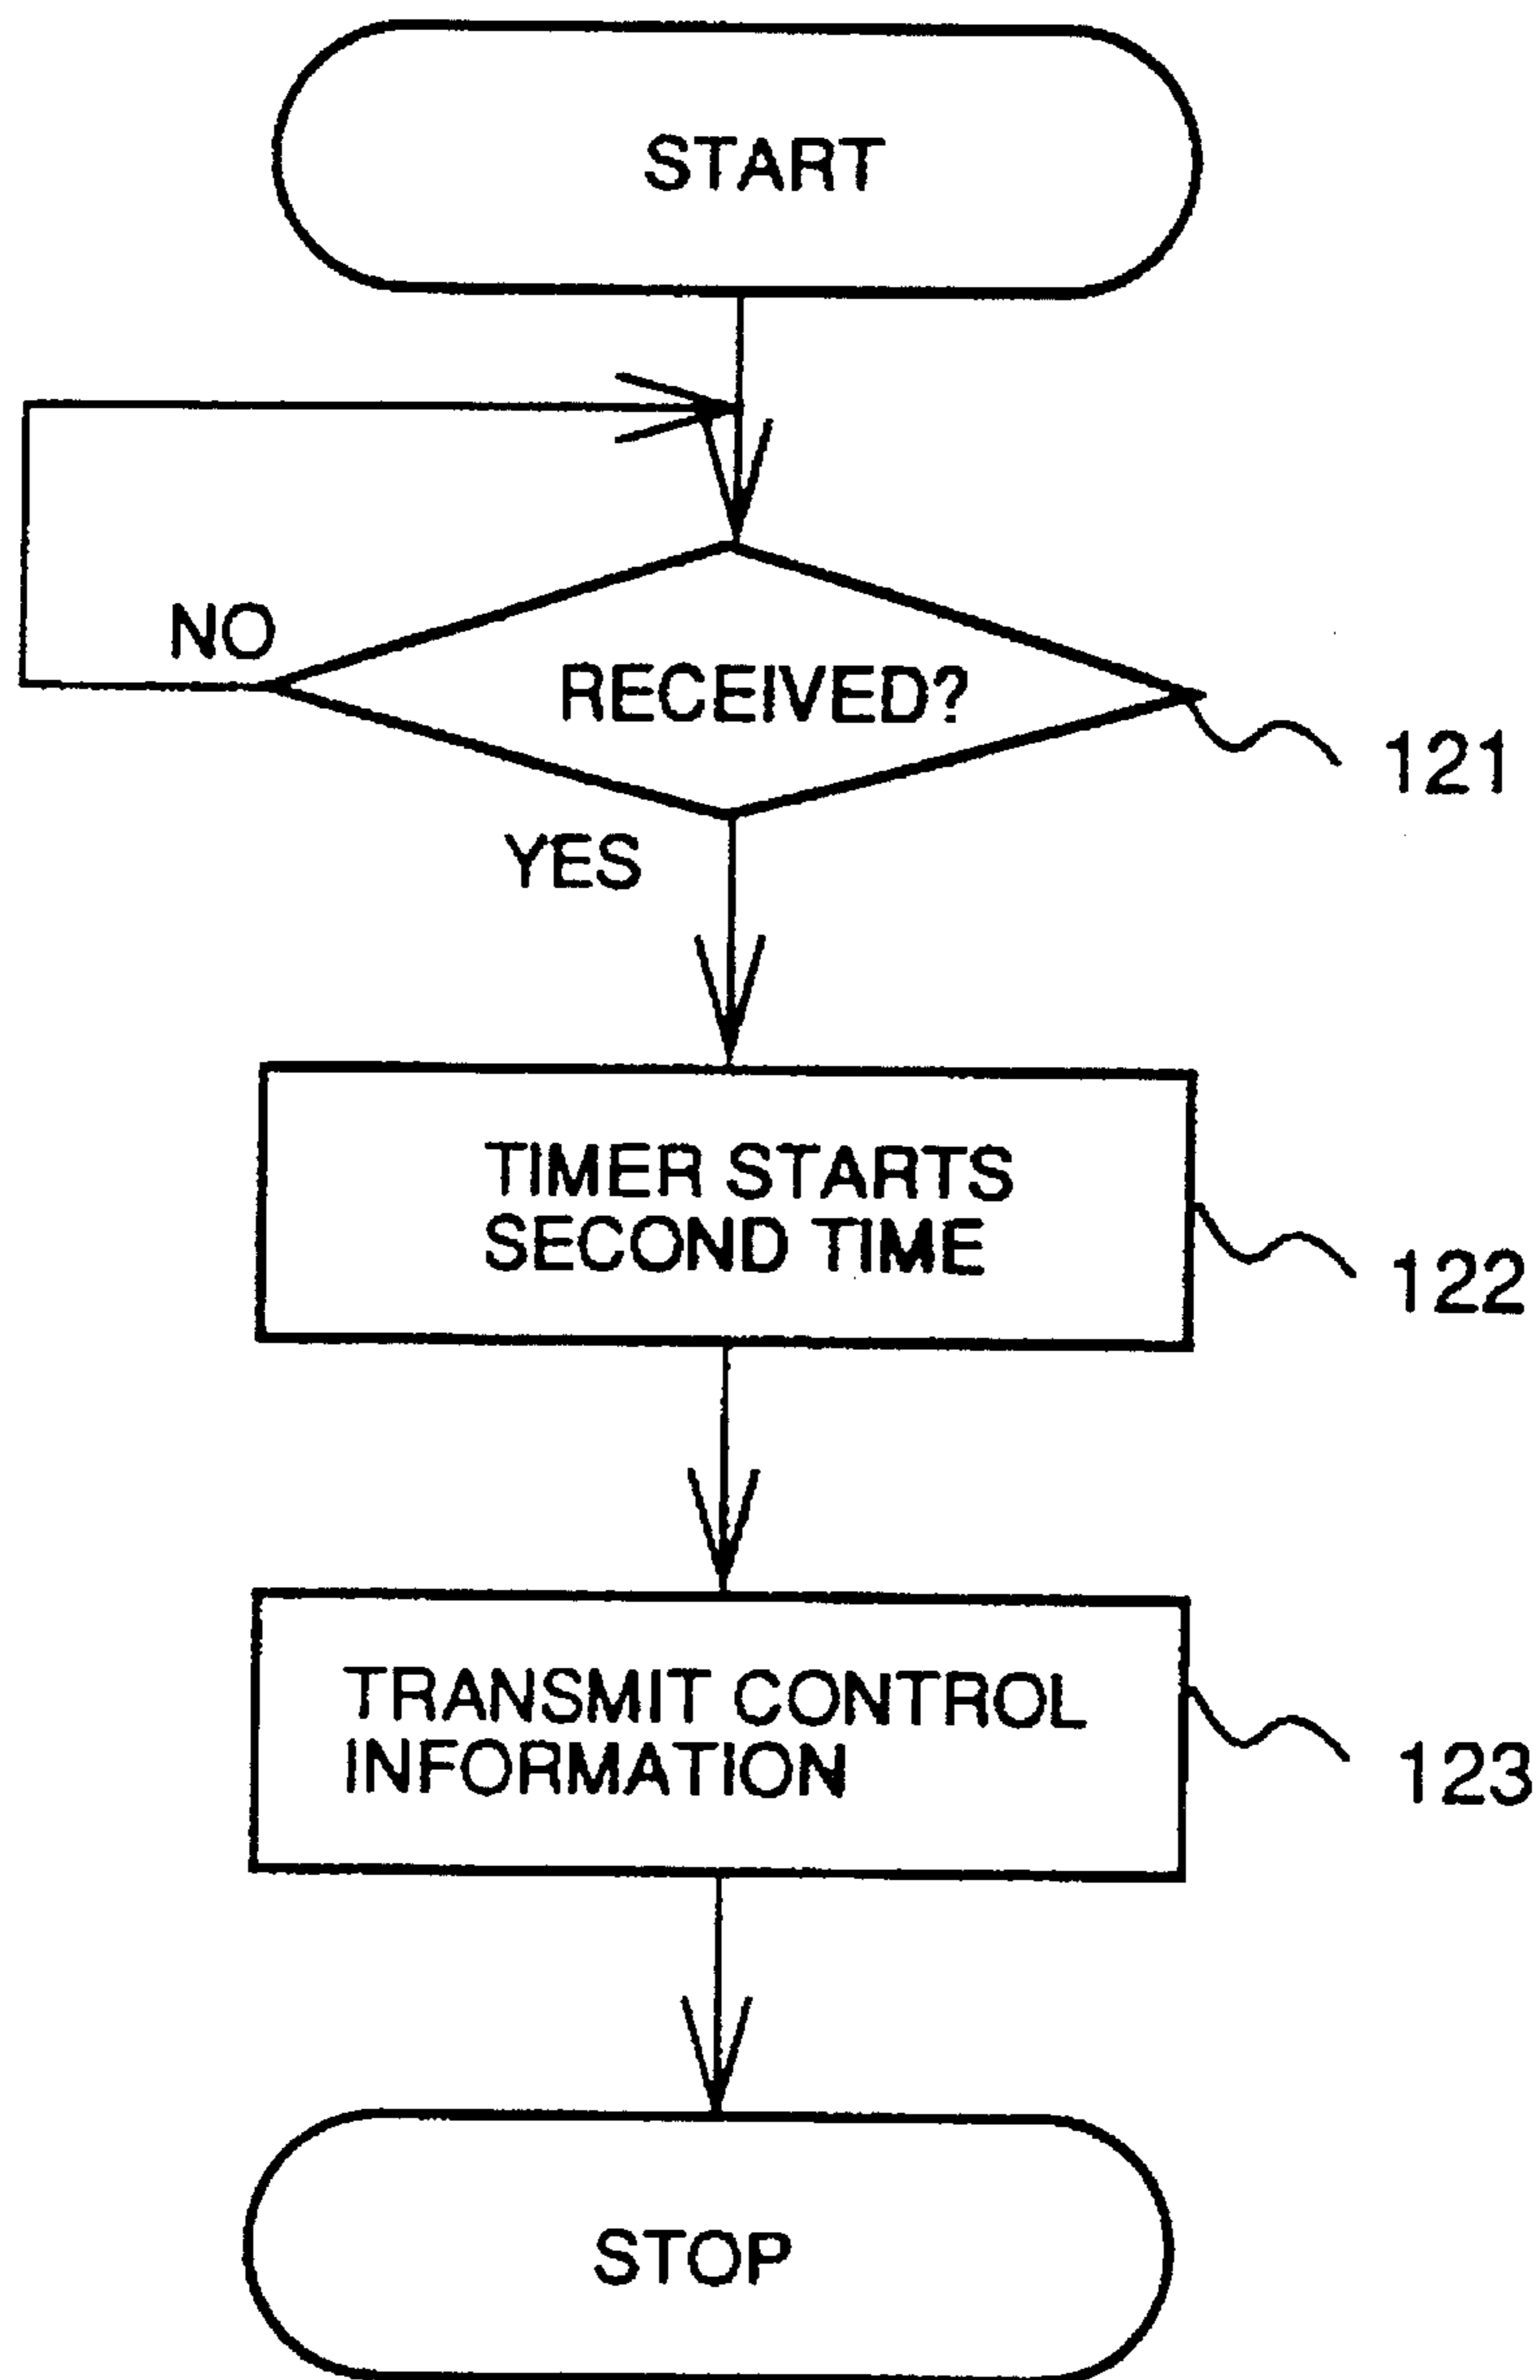 START
NO
RECEIVED?
121
YES
TIMER STARTS
SECOND TIME
122
TRANSMIT CONTROL
INFORMATION
123
STOP